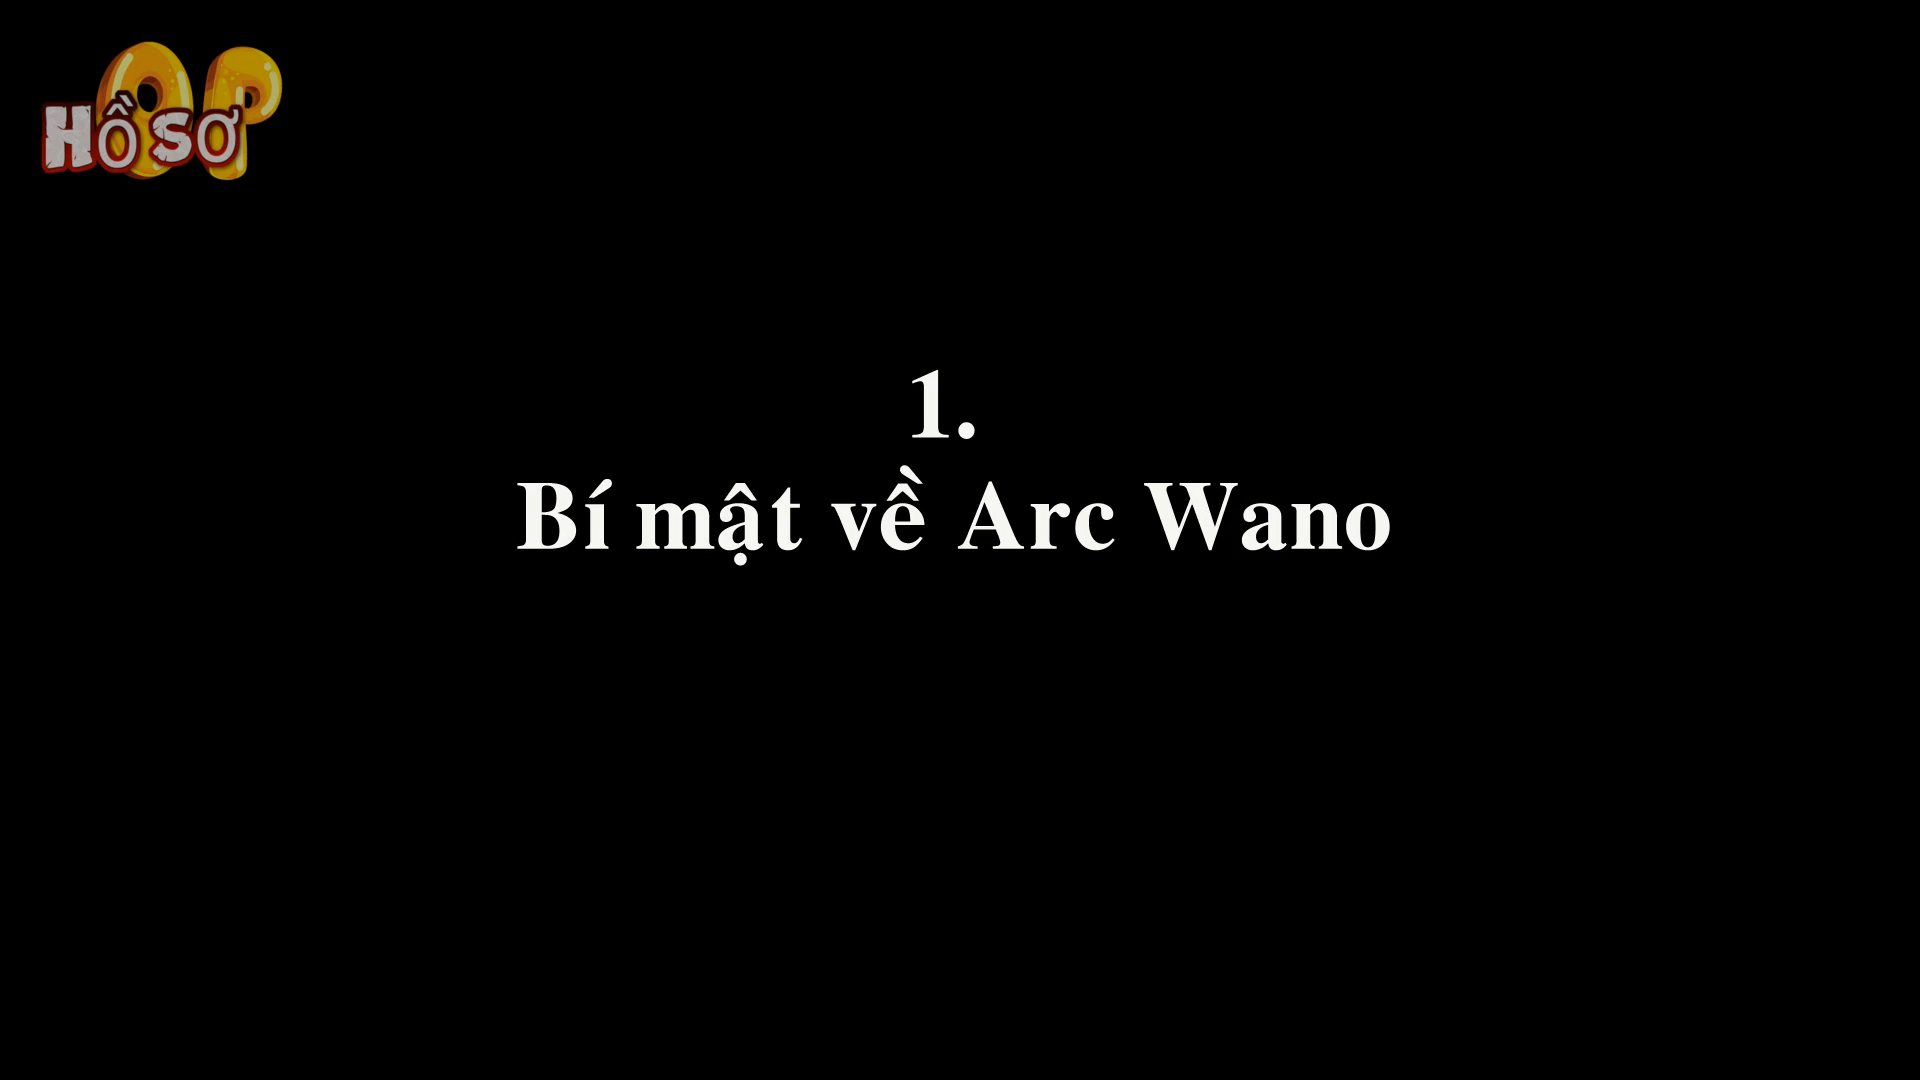 OP
Hồ sơ
1.
Bí mật về Arc Wano